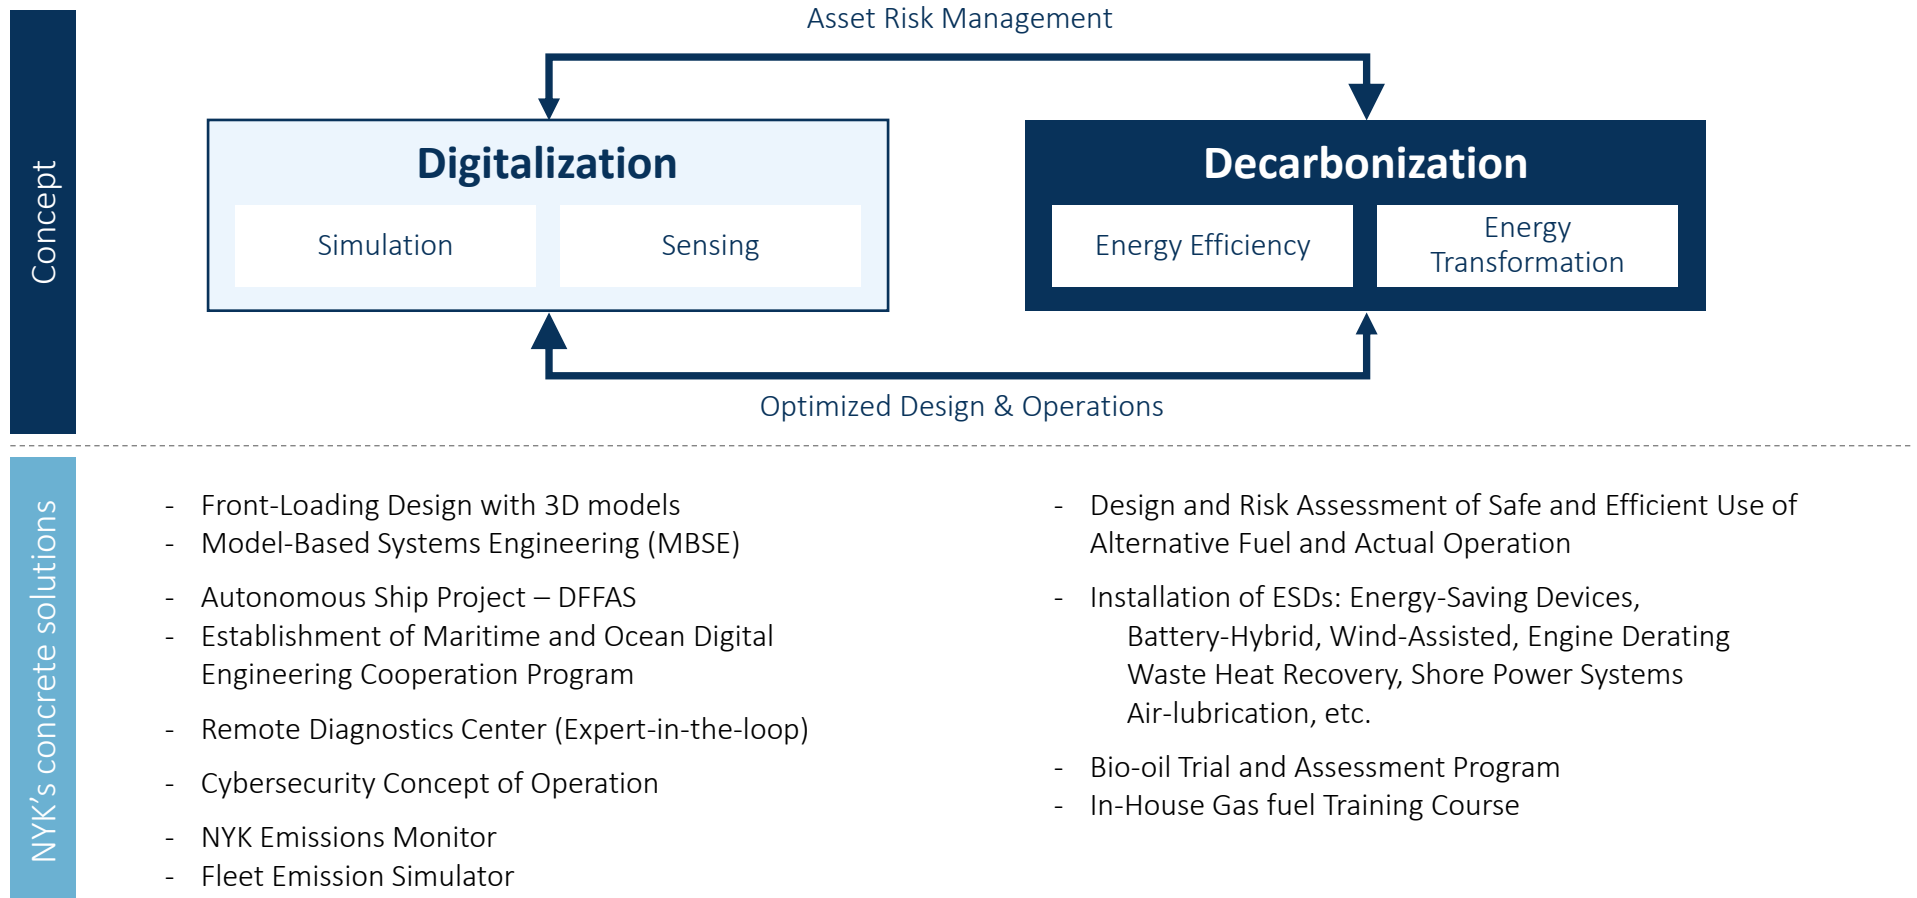 Concept
Asset Risk Management
Digitalization
Simulation
Sensing
Decarbonization
Energy Efficiency
Energy
Transformation
Optimized Design & Operations
NYK's concrete solutions
- Front-Loading Design with 3D models
- Model-Based Systems Engineering (MBSE)
- Autonomous Ship Project – DFFAS
- Establishment of Maritime and Ocean Digital
Engineering Cooperation Program
- Remote Diagnostics Center (Expert-in-the-loop)
- Cybersecurity Concept of Operation
- NYK Emissions Monitor
- Fleet Emission Simulator
- Design and Risk Assessment of Safe and Efficient Use of
Alternative Fuel and Actual Operation
- Installation of ESDs: Energy-Saving Devices,
Battery-Hybrid, Wind-Assisted, Engine Derating
Waste Heat Recovery, Shore Power Systems
Air-lubrication, etc.
- Bio-oil Trial and Assessment Program
- In-House Gas fuel Training Course